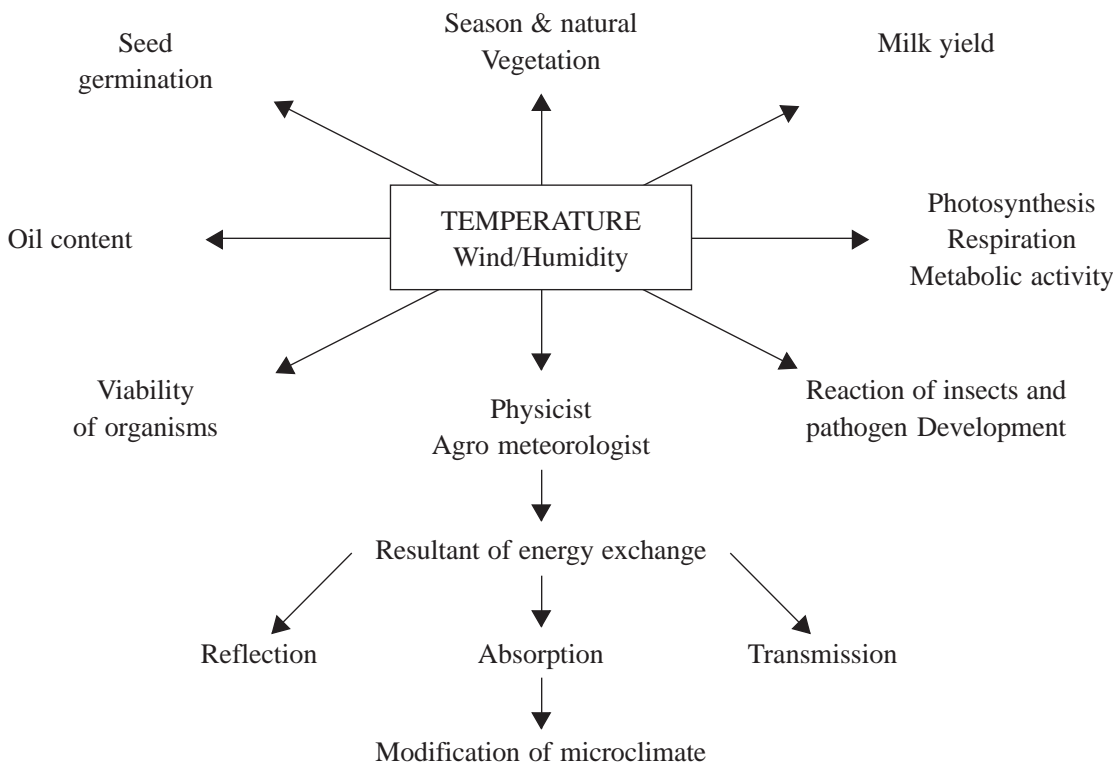 Seed
germination
Season & natural
Vegetation
Milk yield
TEMPERATURE
Wind/Humidity
Oil content
Photosynthesis
Respiration
Metabolic activity
Viability
of organisms
Physicist
Agro meteorologist
Reaction of insects and
pathogen Development
Resultant of energy exchange
Reflection
Absorption
Transmission
Modification of microclimate